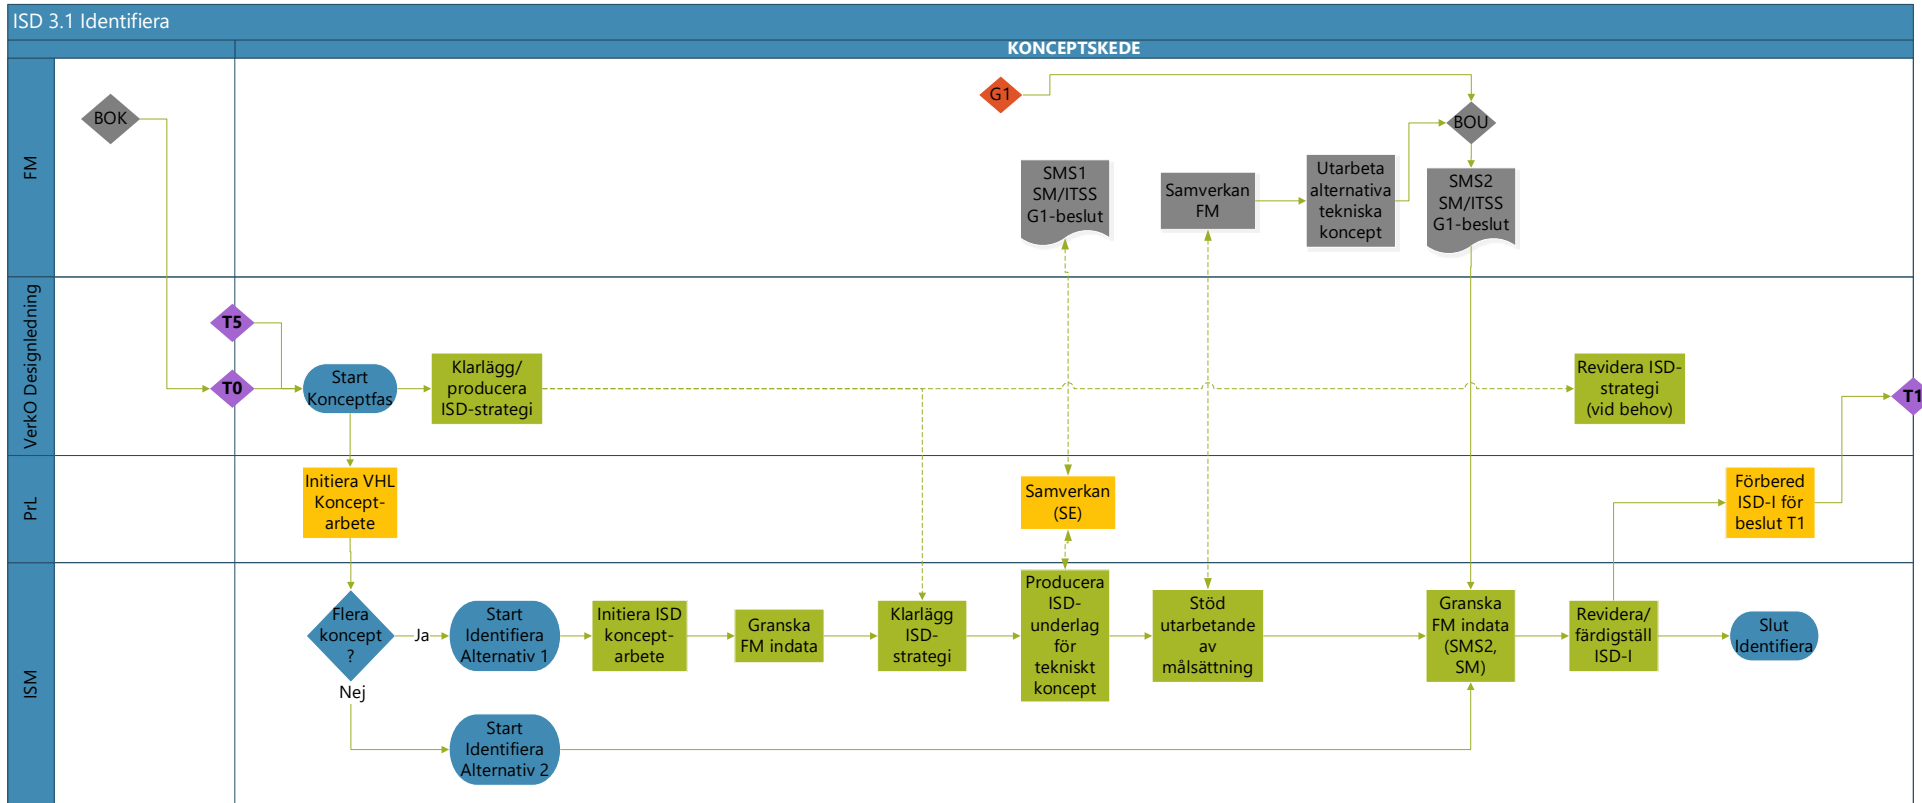 ISD 3.1 Identifiera
KONCEPTSKEDE
FM
BOK
G1
BOU
SMS1
SM/ITSS
G1-beslut
Samverkan
FM
Utarbeta
alternativa
tekniska
koncept
SMS2
SM/ITSS
G1-beslut
VerkO Designledning
T5
T0
Start
Konceptfas
Klarlägg/
producera
ISD-strategi
Revidera ISD-
strategi
(vid behov)
T1
PrL
Initiera VHL
Koncept-
arbete
Samverkan
(SE)
Förbered
ISD-I för
beslut T1
ISM
Flera
koncept
?
Ja
Nej
Start
Identifiera
Alternativ 1
Initiera ISD
koncept-
arbete
Granska
FM indata
Klarlägg
ISD-
strategi
Producera
ISD-
underlag
för
tekniskt
koncept
Stöd
utarbetande
av
målsättning
Granska
FM indata
(SMS2,
SM)
Revidera/
färdigställ
ISD-I
Slut
Identifiera
Start
Identifiera
Alternativ 2